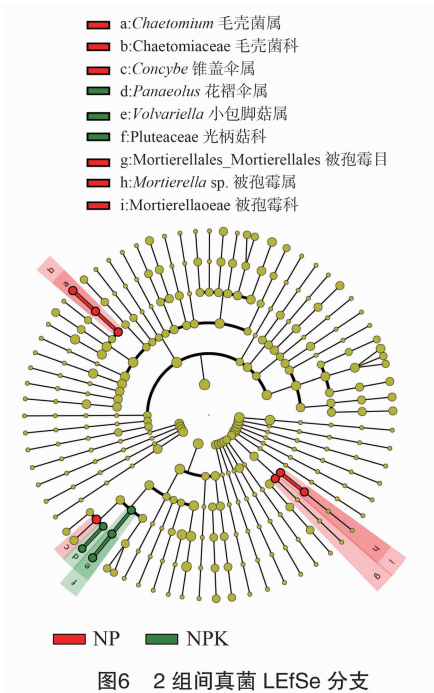 a:Chaetomium 毛壳菌属
b:Chaetomiaceae 毛壳菌科
c:Concybe 锥盖伞属
d:Panaeolus 花褶伞属
e:Volvariella 小包脚菇属
f:Pluteaceae 光柄菇科
g:Mortierellales_Mortierellales 被孢霉目
h:Mortierella sp. 被孢霉属
i:Mortierellaoeae 被孢霉科
b
a
c
d
e
f
h
i
g
NP NPK
图6 2 组间真菌 LEfSe 分支